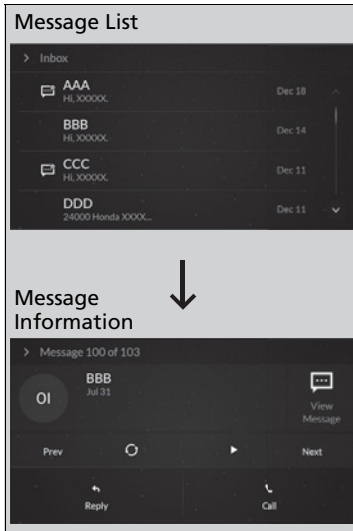 Message List
> Inbox
AAA
Hi, XXXXX.
Dec 18
BBB
Hi, XXXXX.
Dec 14
CCC
Hi, XXXXX.
Dec 11
DDD
24000 Honda XXXX...
Dec 11
Message
Information
> Message 100 of 103
OI
BBB
Jul 31
View
Message
Prev
Next
Reply
Call